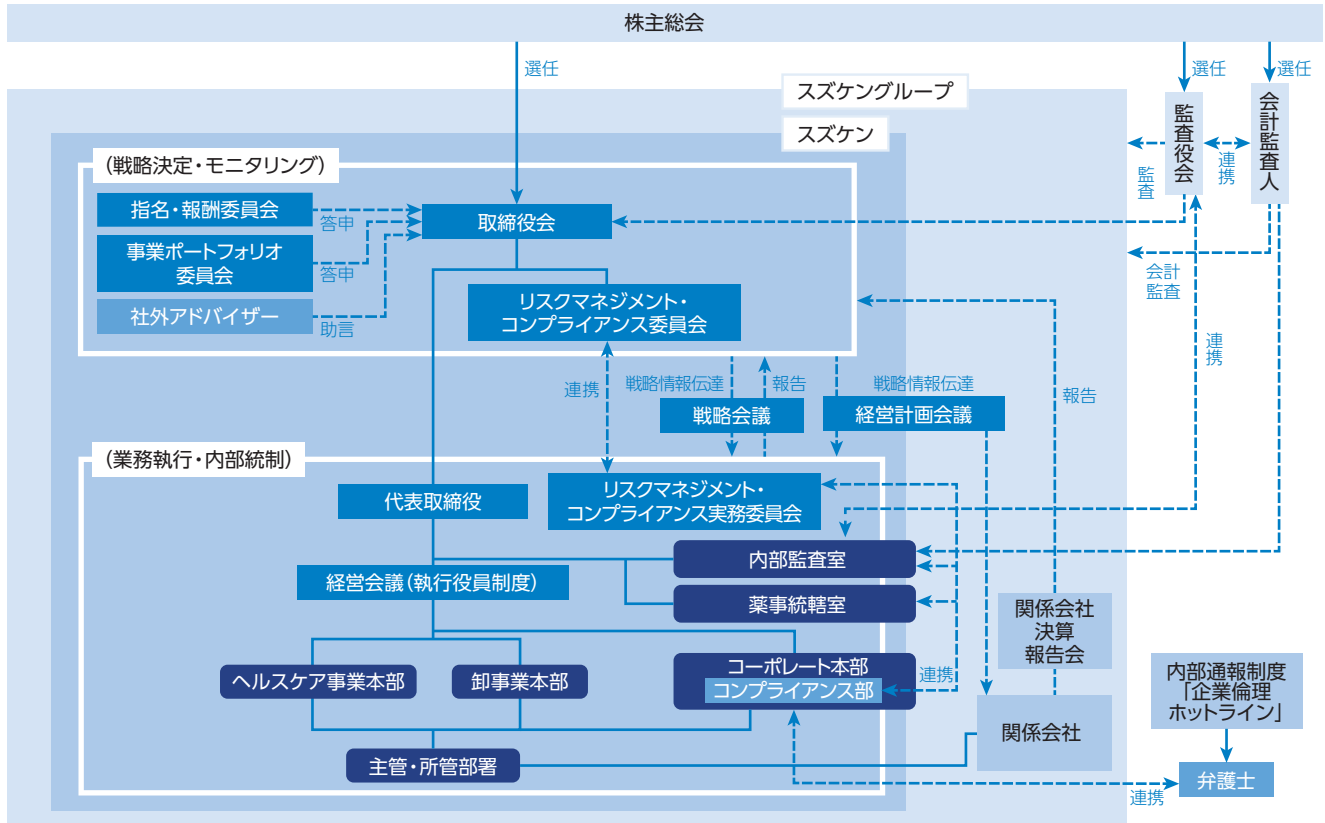 株主総会
選任
選任
選任
スズケングループ
スズケン
監査役会
会計監査人
連携
監査
(戦略決定・モニタリング)
指名・報酬委員会
答申
取締役会
事業ポートフォリオ
委員会
答申
社外アドバイザー
助言
リスクマネジメント・
コンプライアンス委員会
会計
監査
連携
連携
戦略情報伝達
報告
戦略情報伝達
報告
戦略会議
経営計画会議
(業務執行・内部統制)
代表取締役
リスクマネジメント・
コンプライアンス実務委員会
内部監査室
経営会議(執行役員制度)
薬事統轄室
関係会社
決算
報告会
ヘルスケア事業本部
卸事業本部
コーポレート本部
コンプライアンス部
連携
内部通報制度
「企業倫理
ホットライン」
関係会社
主管・所管部署
連携
弁護士